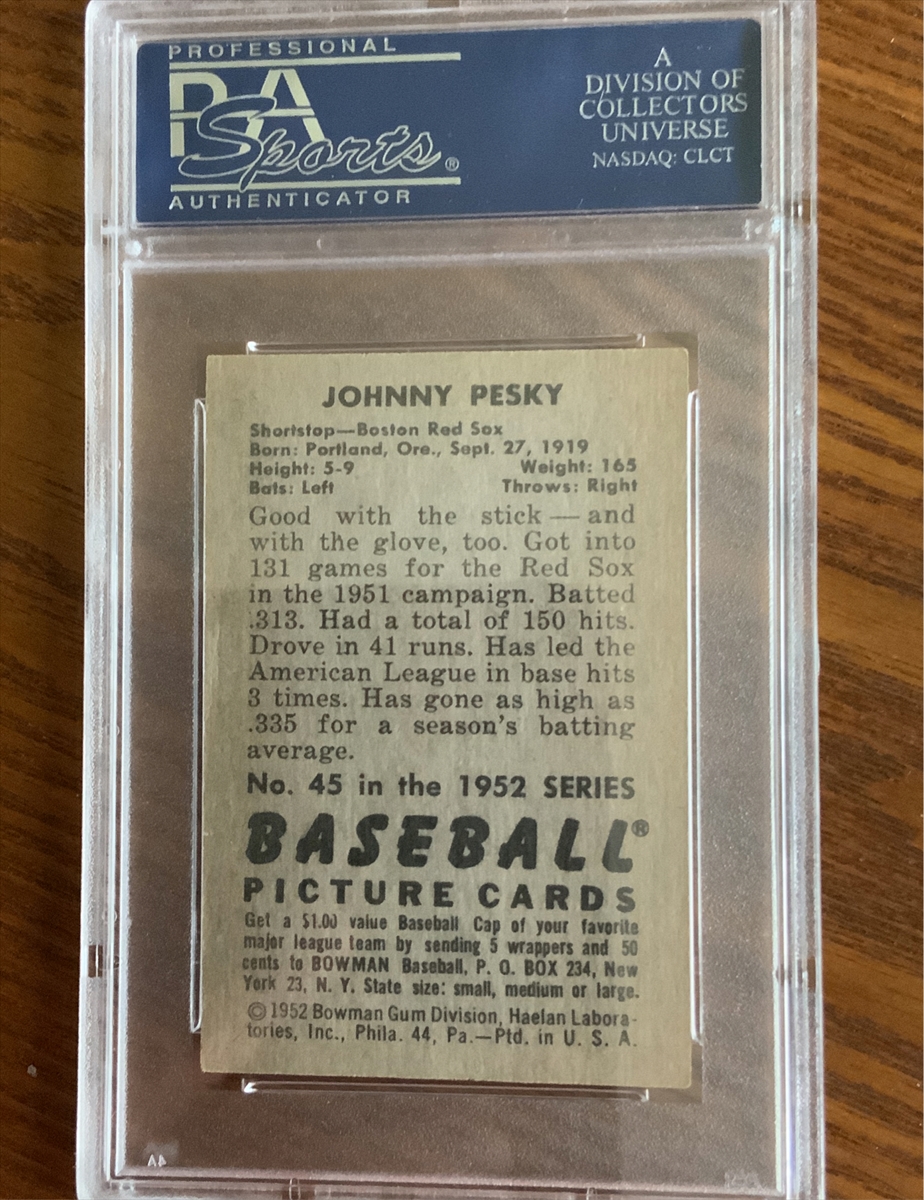 PROFESSIONAL
PSA
Sports®
AUTHENTICATOR
A
DIVISION OF
COLLECTORS
UNIVERSE
NASDAQ: CLCT
JOHNNY PESKY
Shortstop—Boston Red Sox
Born: Portland, Ore., Sept. 27, 1919
Height: 5-9 Weight: 165
Bats: Left Throws: Right
Good with the stick — and
with the glove, too. Got into
131 games for the Red Sox
in the 1951 campaign. Batted
.313. Had a total of 150 hits.
Drove in 41 runs. Has led the
American League in base hits
3 times. Has gone as high as
.335 for a season's batting
average.
No. 45 in the 1952 SERIES
BASEBALL®
PICTURE CARDS
Get a $1.00 value Baseball Cap of your favorite
major league team by sending 5 wrappers and 50
cents to BOWMAN Baseball, P. O. BOX 234, New
York 23, N. Y. State size: small, medium or large.
©1952 Bowman Gum Division, Haelan Labora-
tories, Inc., Phila. 44, Pa.—Ptd. in U. S. A.